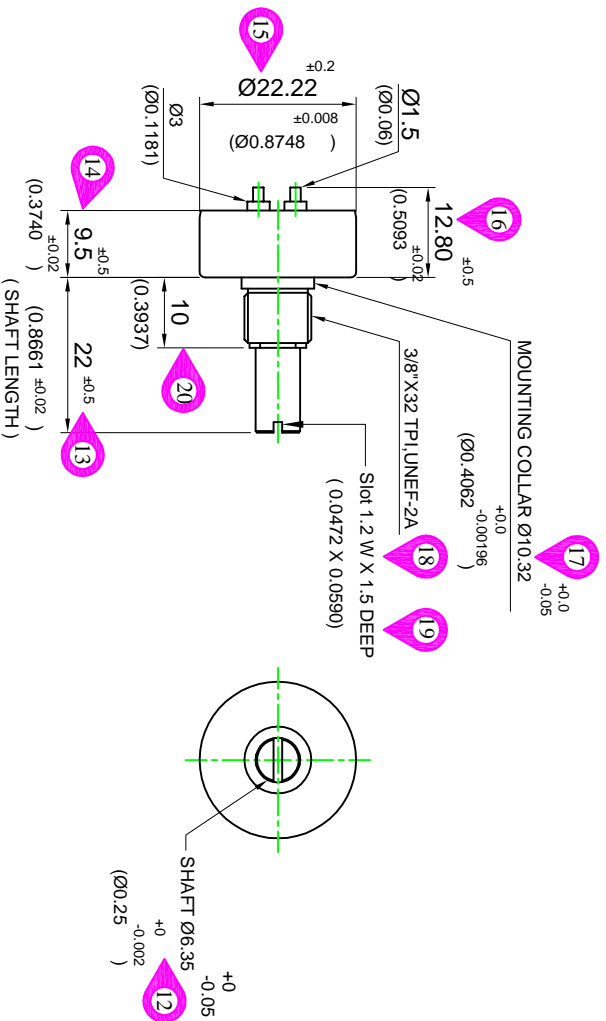 15
±0.2
Ø22.22
±0.008
(Ø0.8748 )
Ø1.5
(Ø0.06)
Ø3
(Ø0.1181)
14
9.5 ±0.5
(0.3740 ±0.02 )
16
12.80 ±0.5
(0.5093 ±0.02 )
22 ±0.5
(0.8661 ±0.02 )
( SHAFT LENGTH )
13
10
(0.3937)
20
MOUNTING COLLAR Ø10.32 +0.0 -0.05
(Ø0.4062 +0.0 -0.00196 )
17
3/8"X32 TPI,UNEF-2A
18
Slot 1.2 W X 1.5 DEEP
( 0.0472 X 0.0590)
19
SHAFT Ø6.35 +0 -0.05
(Ø0.25 +0 -0.002 )
12